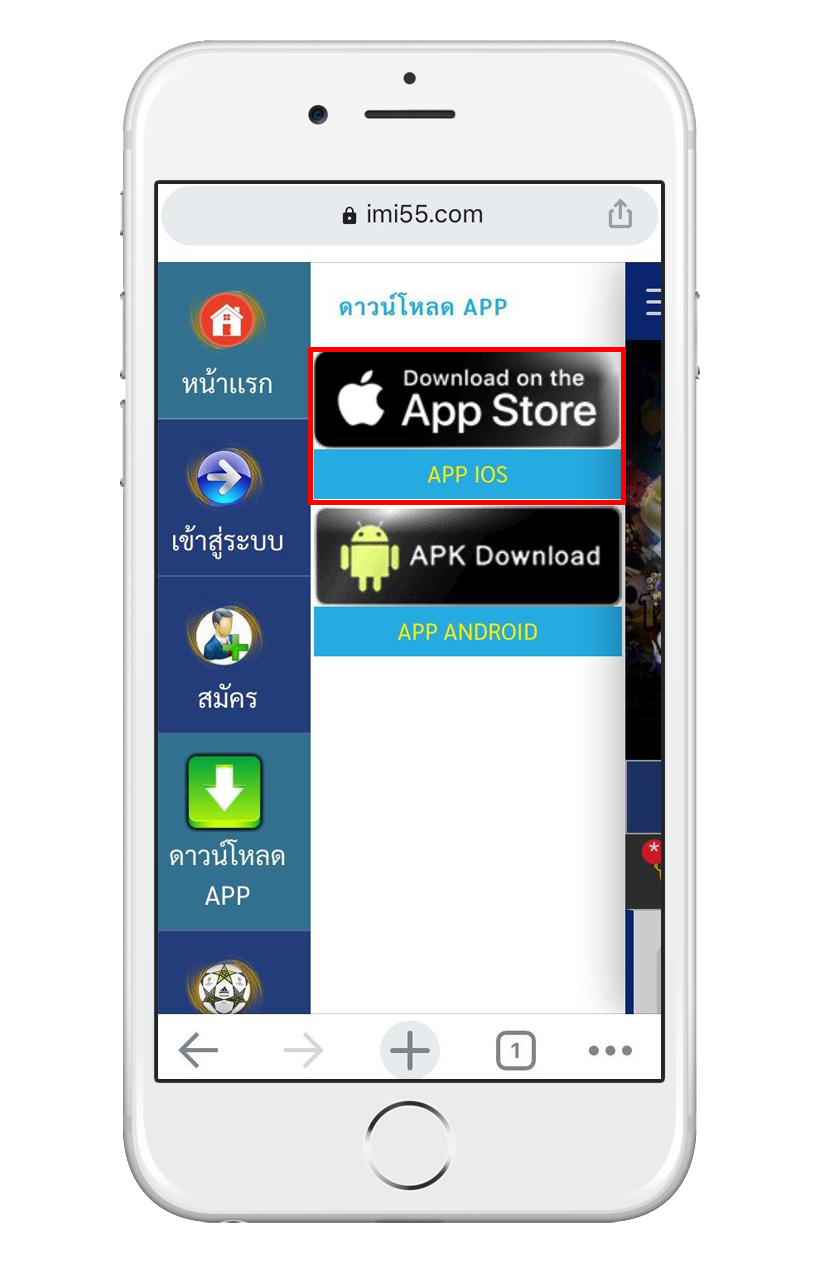 imi55.com
หน้าแรก
เข้าสู่ระบบ
สมัคร
ดาวน์โหลด
APP
ดาวน์โหลด APP
Download on the
App Store
APP IOS
APK Download
APP ANDROID
*
1